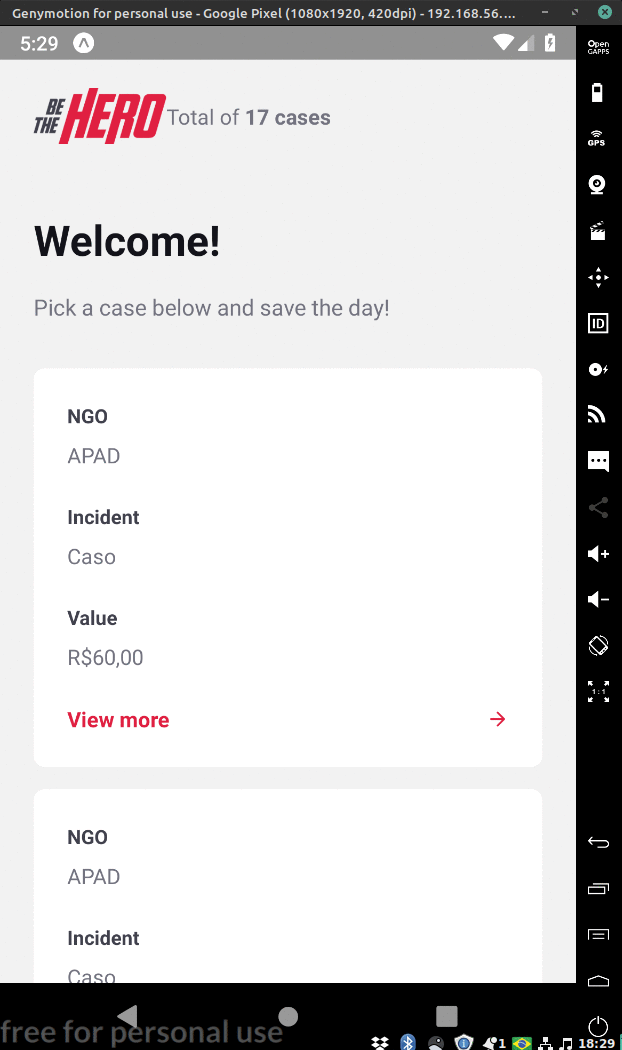 Genymotion for personal use - Google Pixel (1080x1920, 420dpi) - 192.168.56....
5:29
Open
GAPPS
BE THE HERO
Total of 17 cases
GPS
Welcome!
Pick a case below and save the day!
ID
NGO
APAD
Incident
Caso
Value
R$60,00
1:1
View more
NGO
APAD
Incident
Caso
free for personal use
1
18:29